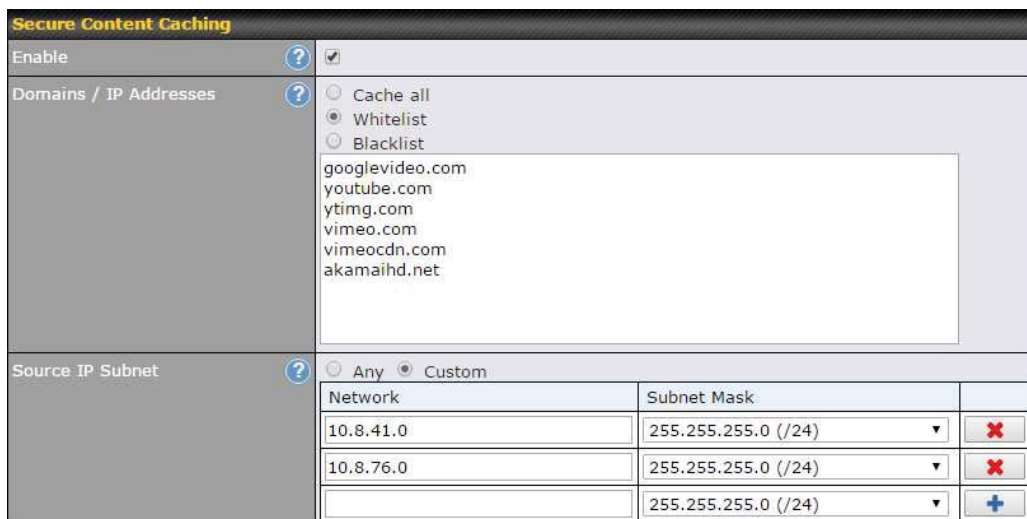 Secure Content Caching
Enable ?
Domains / IP Addresses ?
Cache all
Whitelist
Blacklist
googlevideo.com
youtube.com
ytimg.com
vimeo.com
vimeocdn.com
akamaihd.net
Source IP Subnet ?
Any Custom
Network Subnet Mask
10.8.41.0 255.255.255.0 (/24)
10.8.76.0 255.255.255.0 (/24)
255.255.255.0 (/24)